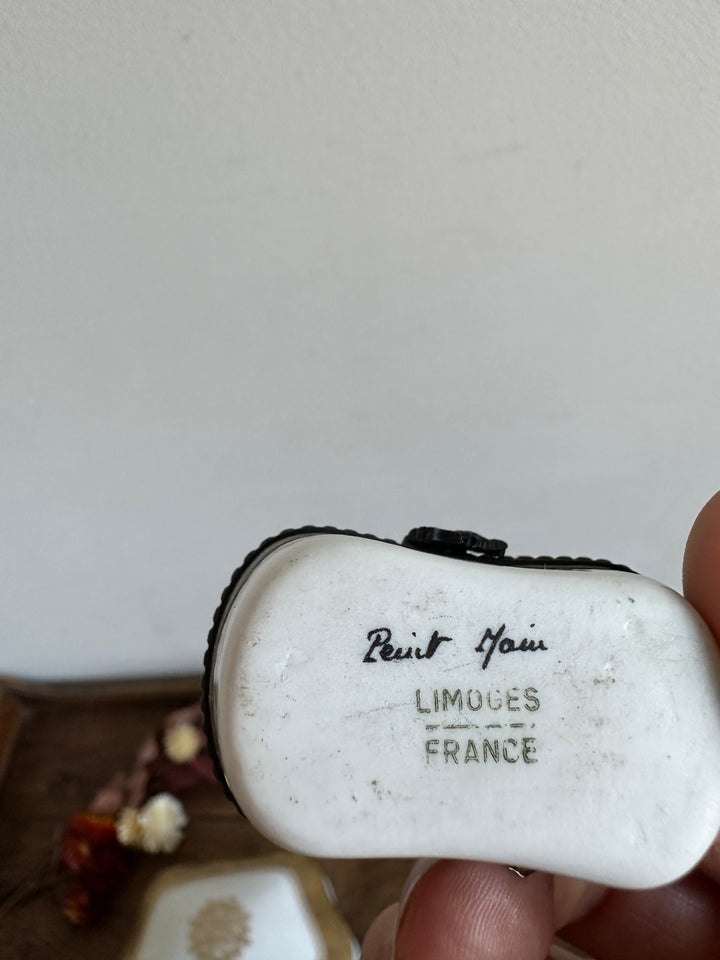 Peint Main
LIMOGES
FRANCE